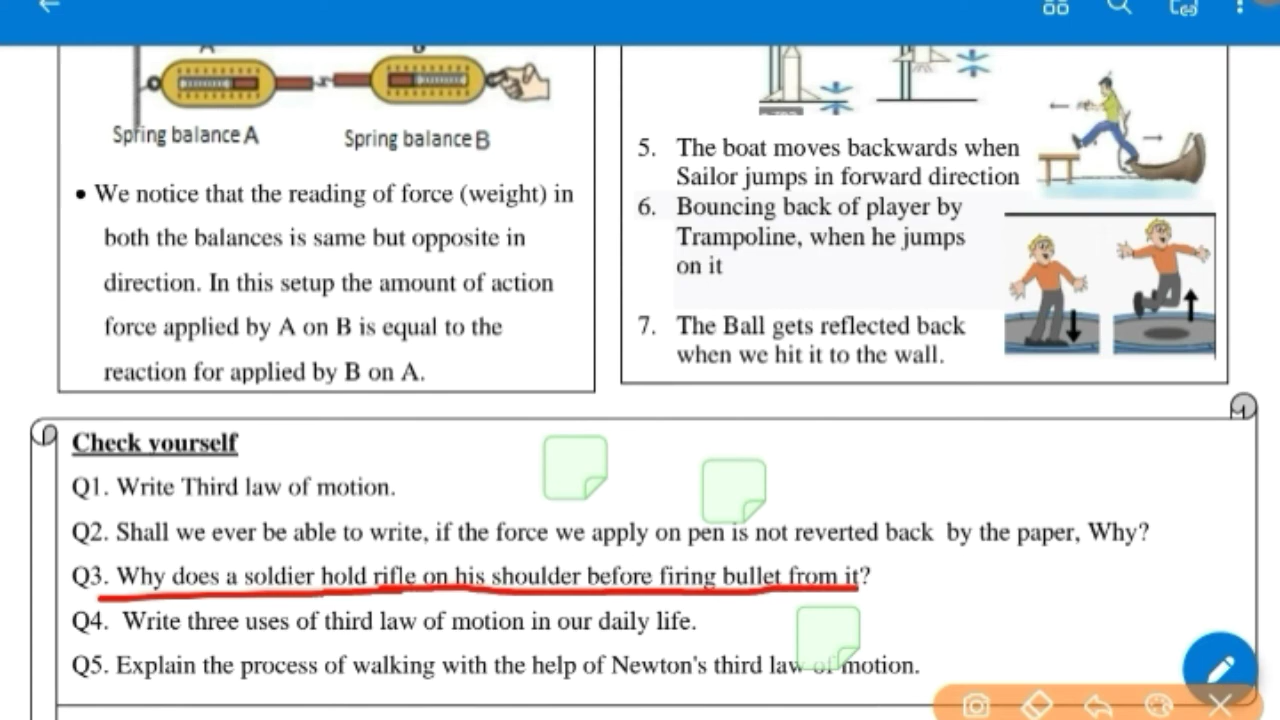 Spring balance A
Spring balance B
• We notice that the reading of force (weight) in
both the balances is same but opposite in
direction. In this setup the amount of action
force applied by A on B is equal to the
reaction for applied by B on A.
5. The boat moves backwards when
Sailor jumps in forward direction
6. Bouncing back of player by
Trampoline, when he jumps
on it
7. The Ball gets reflected back
when we hit it to the wall.
Check yourself
Q1. Write Third law of motion.
Q2. Shall we ever be able to write, if the force we apply on pen is not reverted back by the paper, Why?
Q3. Why does a soldier hold rifle on his shoulder before firing bullet from it?
Q4. Write three uses of third law of motion in our daily life.
Q5. Explain the process of walking with the help of Newton's third law of motion.